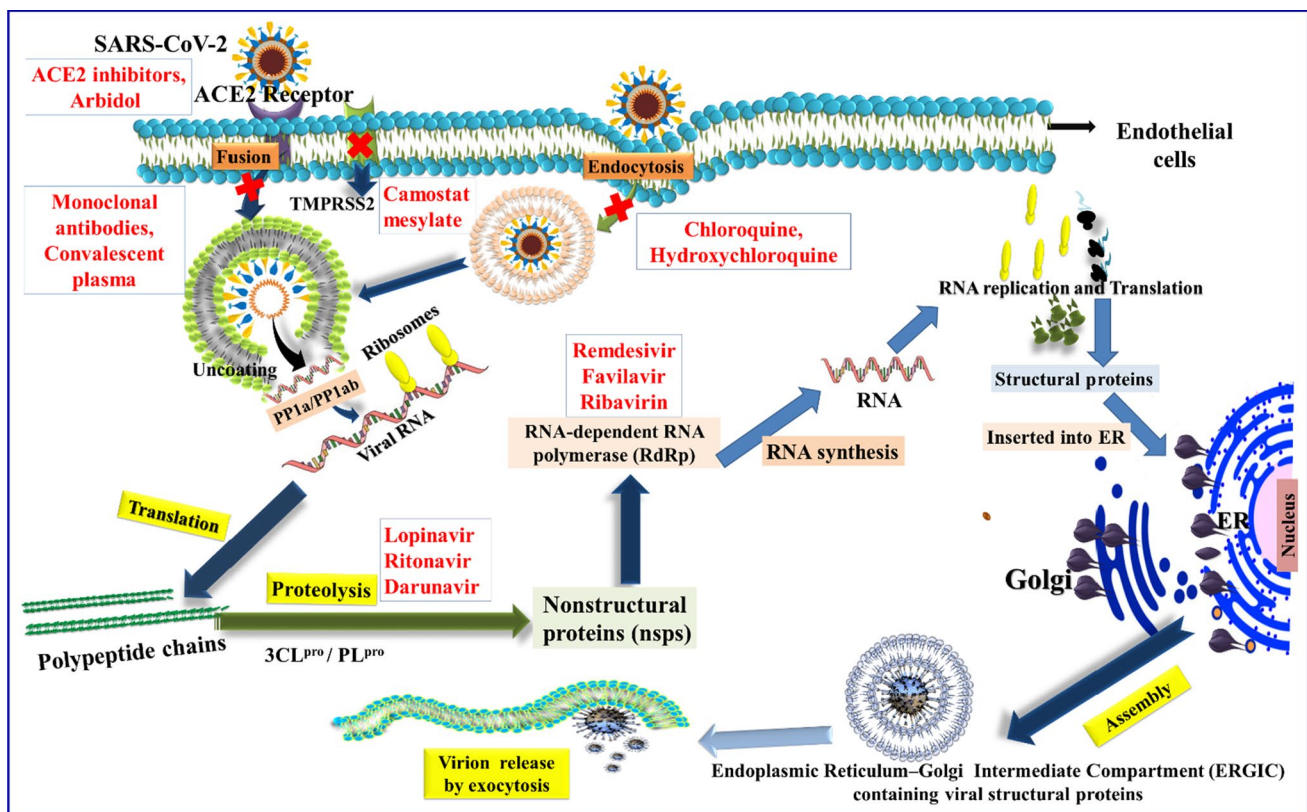 SARS-CoV-2
ACE2 inhibitors,
Arbidol
ACE2 Receptor
Endothelial
cells
Fusion
Endocytosis
TMPRSS2
Camostat
mesylate
Monoclonal
antibodies,
Convalescent
plasma
Chloroquine,
Hydroxychloroquine
RNA replication and Translation
Uncoating
Ribosomes
PP1a/PP1ab
Viral RNA
Remdesivir
Favilavir
Ribavirin
RNA-dependent RNA
polymerase (RdRp)
RNA synthesis
RNA
Structural proteins
Inserted into ER
ER
Nucleus
Golgi
Translation
Lopinavir
Ritonavir
Darunavir
Proteolysis
Polypeptide chains
3CLpro / PLpro
Nonstructural
proteins (nsps)
Assembly
Virion release
by exocytosis
Endoplasmic Reticulum–Golgi Intermediate Compartment (ERGIC)
containing viral structural proteins